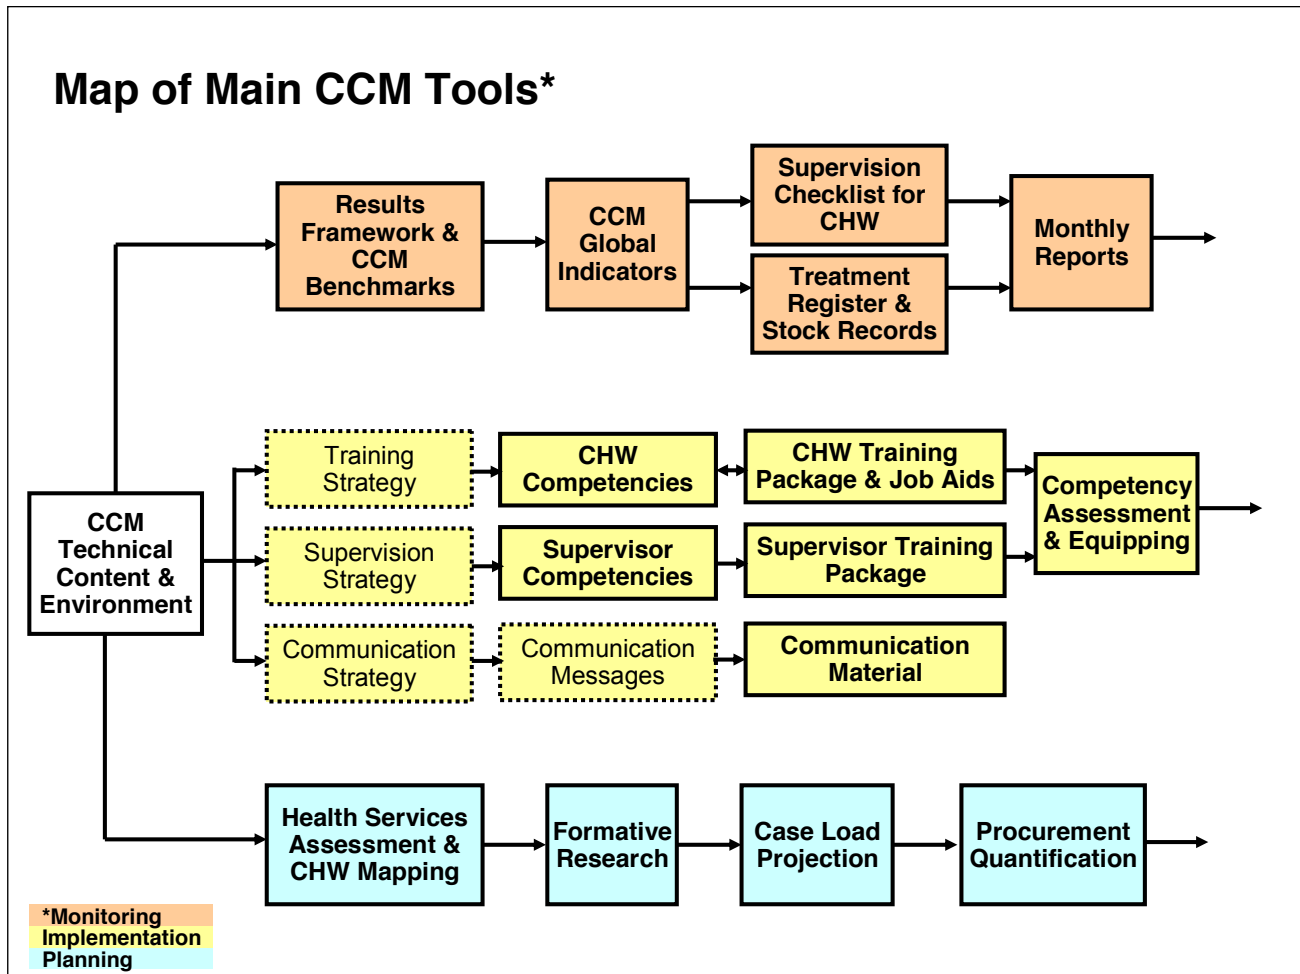 Map of Main CCM Tools*
Results
Framework &
CCM
Benchmarks
CCM
Global
Indicators
Supervision
Checklist for
CHW
Treatment
Register &
Stock Records
Monthly
Reports
CCM
Technical
Content &
Environment
Training
Strategy
CHW
Competencies
CHW Training
Package & Job Aids
Competency
Assessment
& Equipping
Supervision
Strategy
Supervisor
Competencies
Supervisor Training
Package
Communication
Strategy
Communication
Messages
Communication
Material
Health Services
Assessment &
CHW Mapping
Formative
Research
Case Load
Projection
Procurement
Quantification
*Monitoring
Implementation
Planning